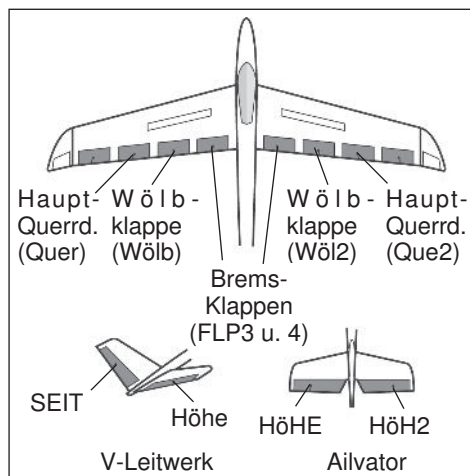 Haupt-
Querrd.
(Quer)
Wölb-
klappe
(Wölb)
Wölb-
klappe
(Wöl2)
Haupt-
Querrd.
(Que2)
Brems-
Klappen
(FLP3 u. 4)
SEIT
Höhe
HöHE
HöH2
V-Leitwerk
Ailvator